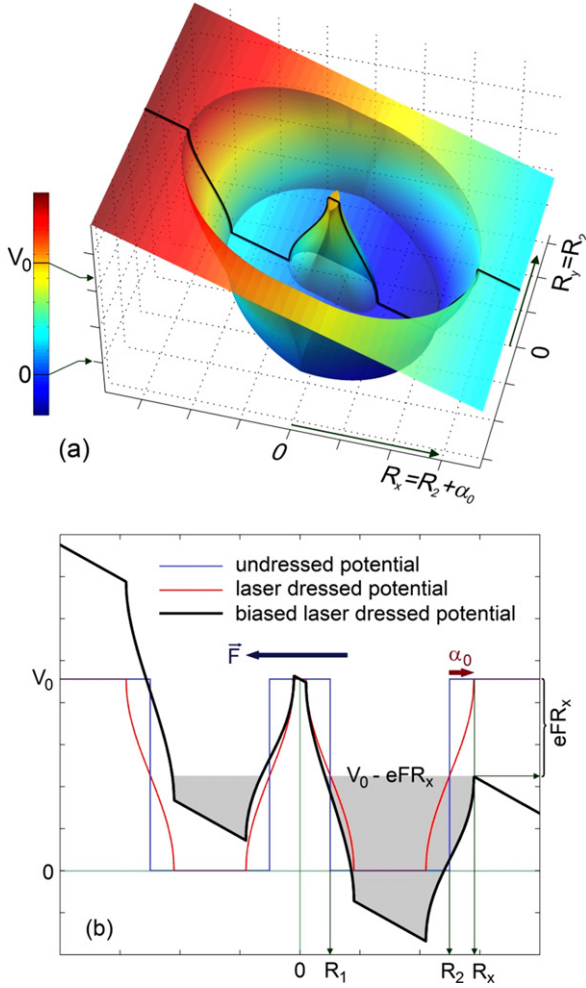 V₀
0
(a)
0
Rₓ=R₂+α₀
0
R_y=R₂
undressed potential
laser dressed potential
biased laser dressed potential
F⃗
α₀
V₀
eFRₓ
V₀ - eFRₓ
0
(b)
0 R₁ R₂ Rₓ